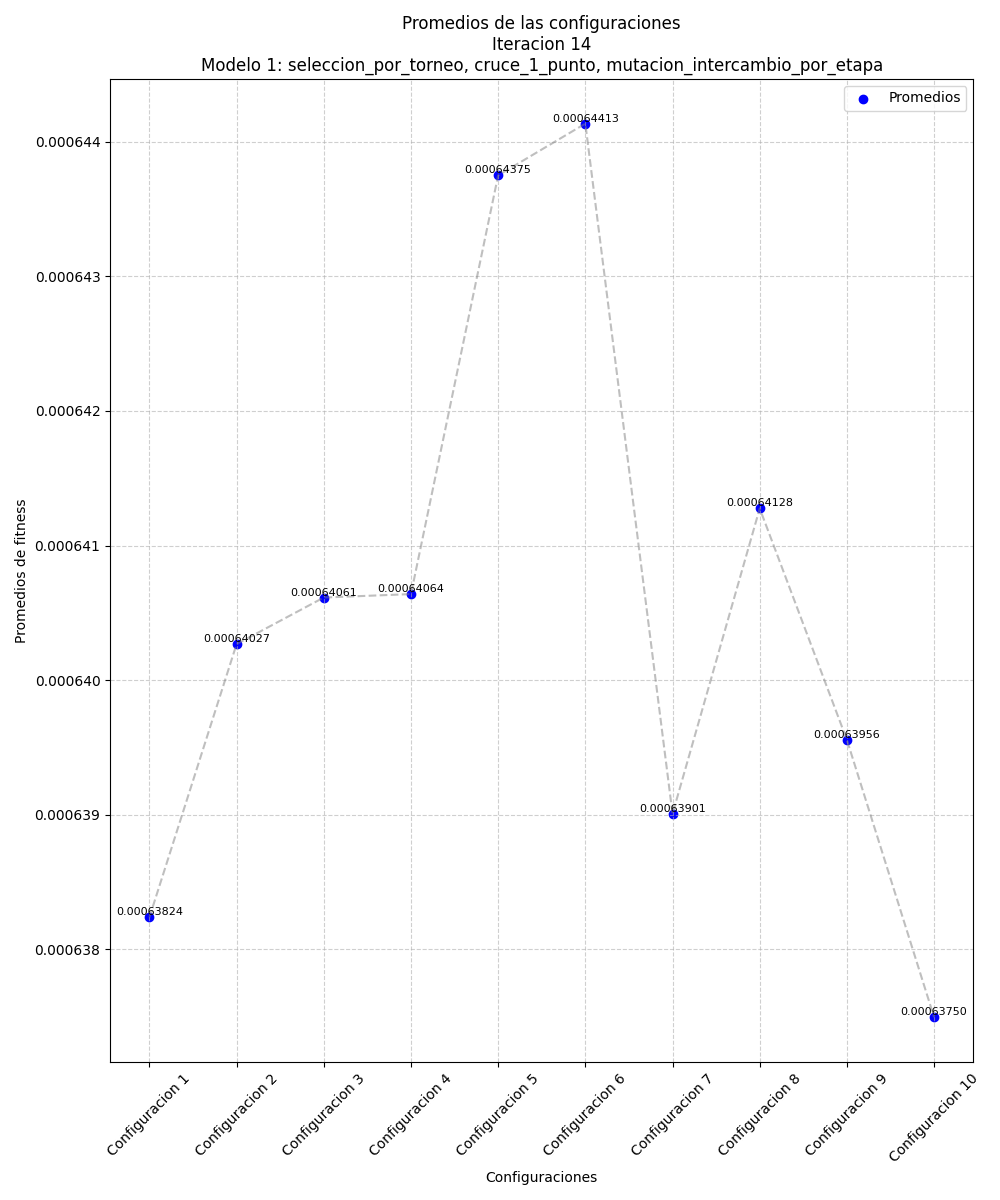 Promedios de las configuraciones
Iteracion 14
Modelo 1: seleccion_por_torneo, cruce_1_punto, mutacion_intercambio_por_etapa
Promedios
0.000644
0.000643
0.000642
0.000641
0.000640
0.000639
0.000638
Promedios de fitness
0.00063824
0.00064027
0.00064061
0.00064064
0.00064375
0.00064413
0.00063901
0.00064128
0.00063956
0.00063750
Configuracion 1
Configuracion 2
Configuracion 3
Configuracion 4
Configuracion 5
Configuracion 6
Configuracion 7
Configuracion 8
Configuracion 9
Configuracion 10
Configuraciones